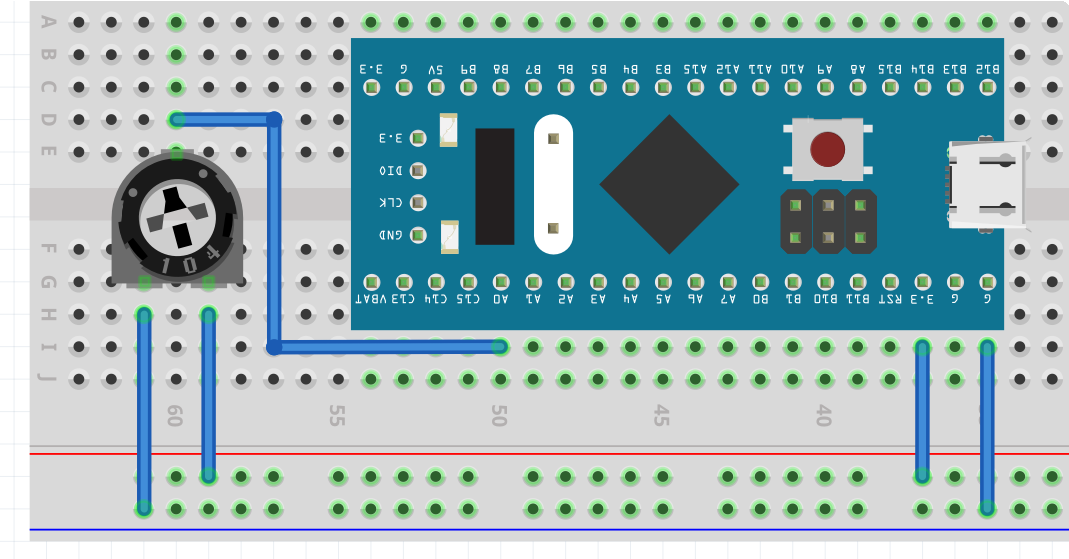 A
B
3.3 G 5V B9 B8 B7 B6 B5 B4 B3 A15 A12 A11 A10 A9 A8 B15 B14 B13 B12
C
D
3.3
E
DIO
CLK
GND
F
104
G
VBAT C13 C14 C15 A0 A1 A2 A3 A4 A5 A6 A7 B0 B1 B10 B11 RST 3.3 G G
H
I
J
60 55 50 45 40